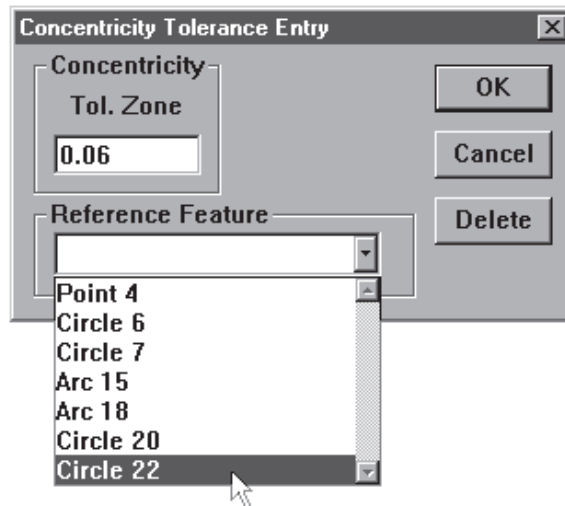 Concentricity Tolerance Entry
Concentricity
Tol. Zone
0.06
OK
Cancel
Delete
Reference Feature
Point 4
Circle 6
Circle 7
Arc 15
Arc 18
Circle 20
Circle 22